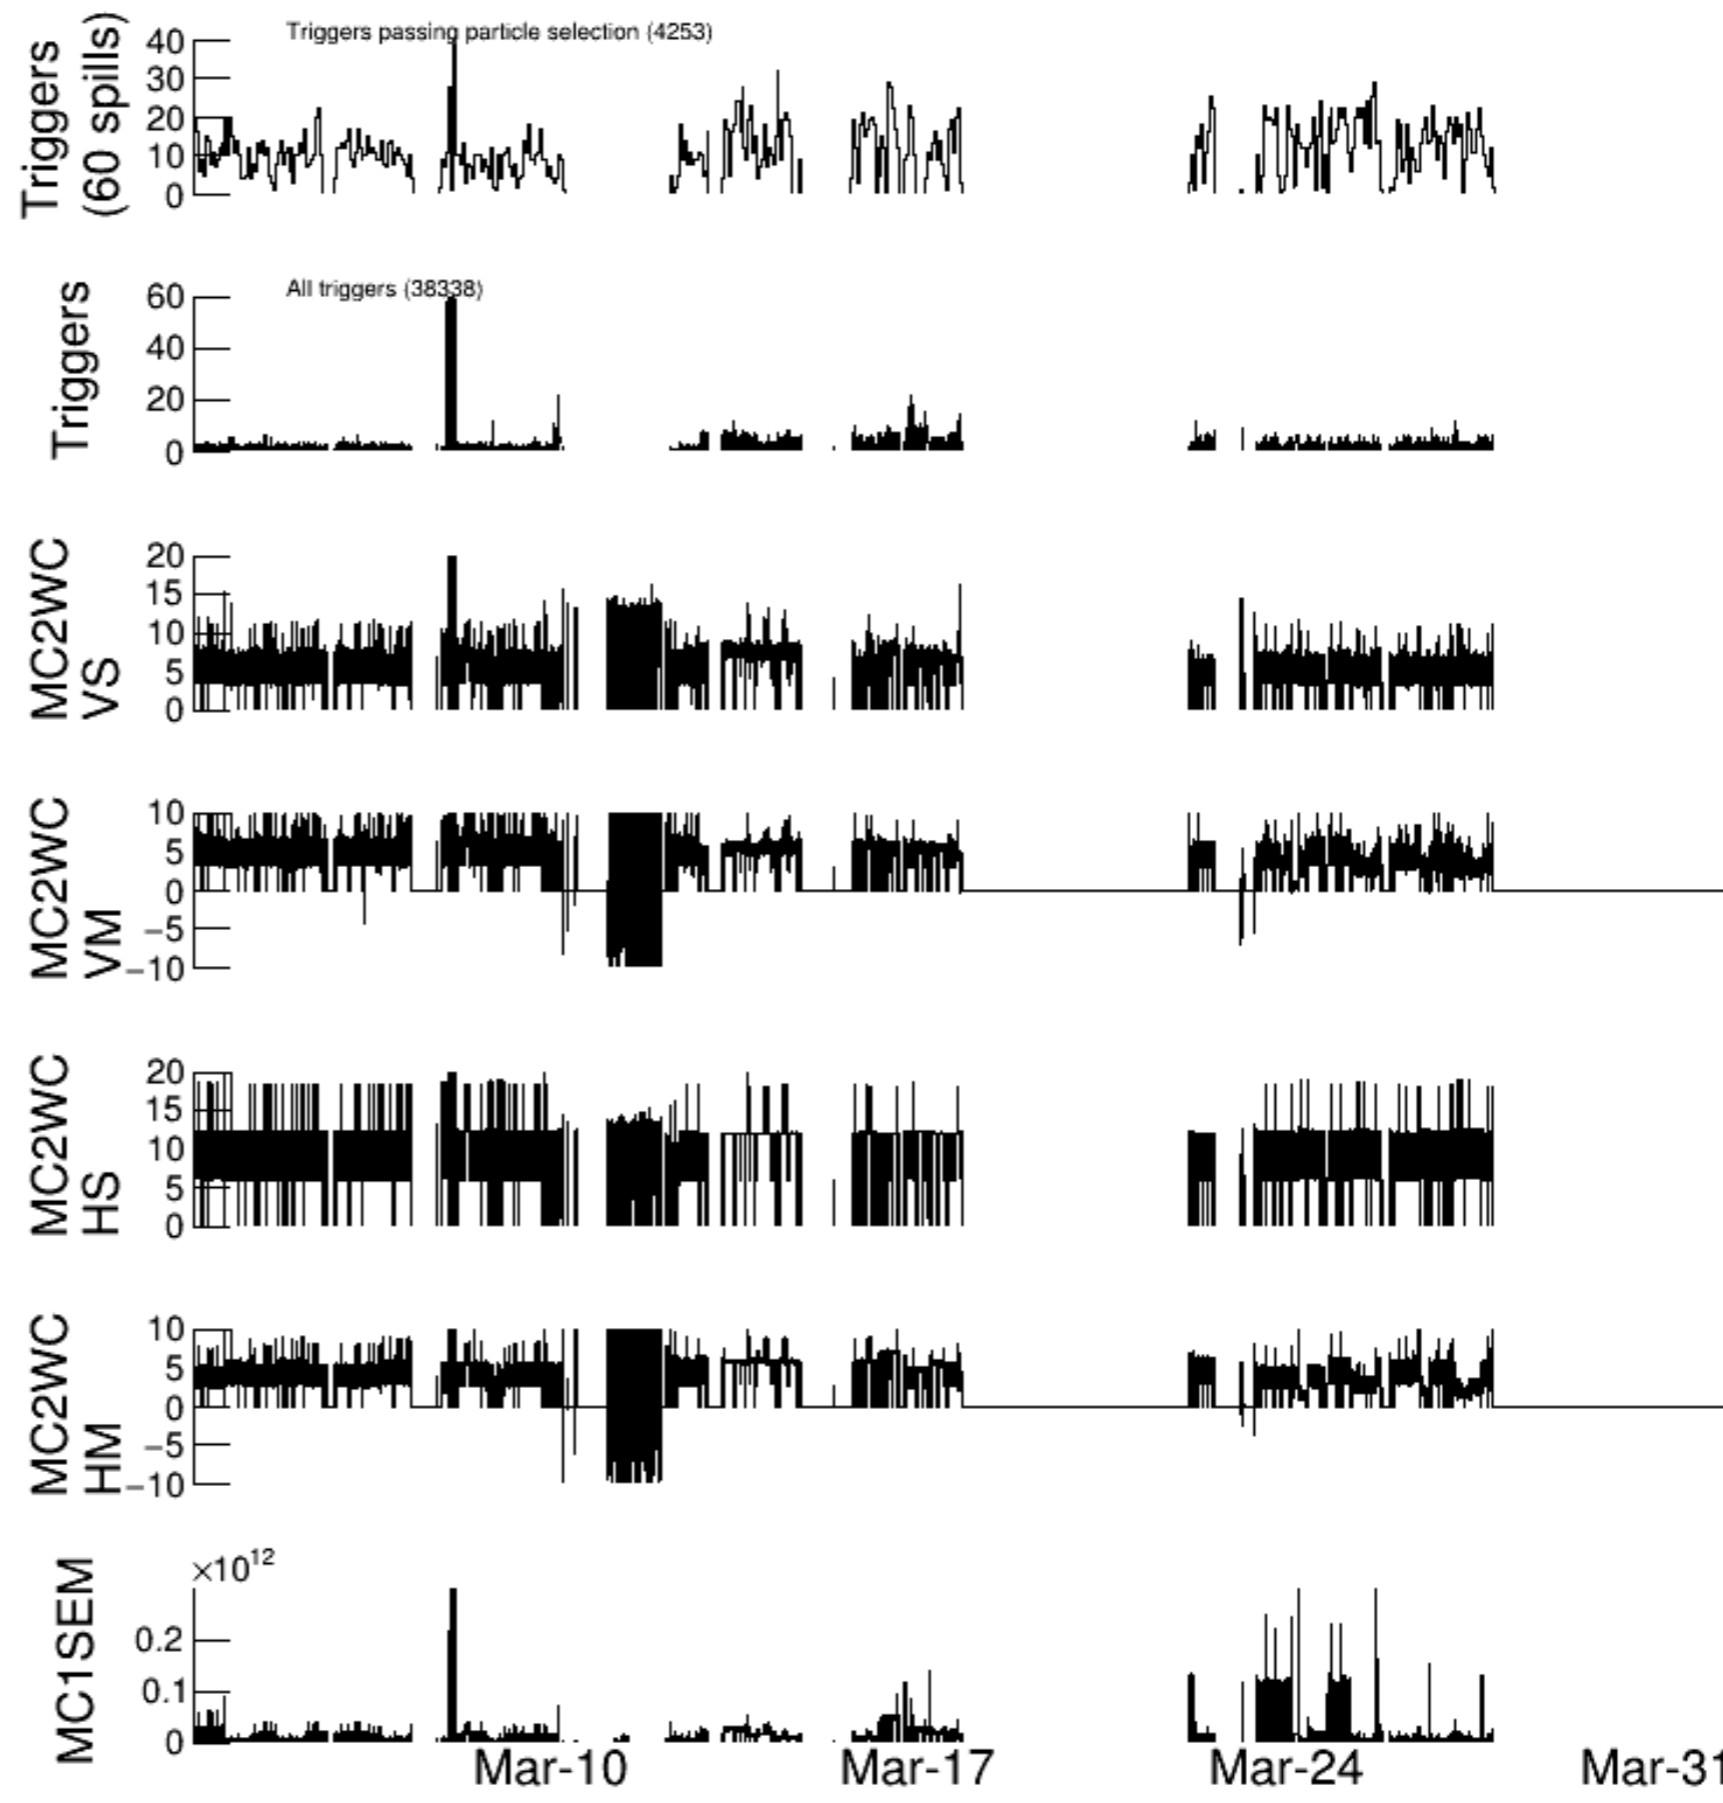 Triggers
(60 spills)
40
30
20
10
0
Triggers passing particle selection (4253)
Triggers
60
40
20
0
All triggers (38338)
MC2WC
VS
20
15
10
5
0
MC2WC
VM
10
5
0
−5
−10
MC2WC
HS
20
15
10
5
0
MC2WC
HM
10
5
0
−5
−10
MC1SEM
×10¹²
0.2
0.1
0
Mar-10 Mar-17 Mar-24 Mar-31